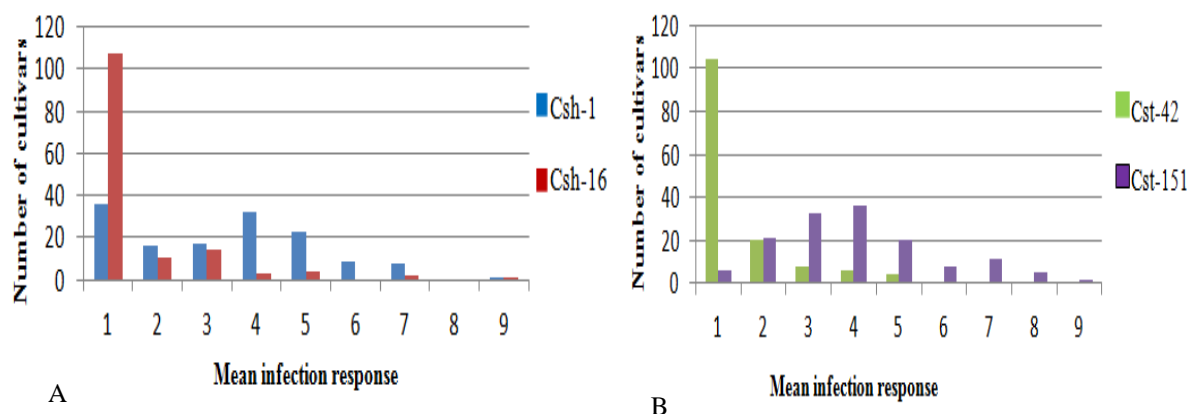 120
100
80
60
40
20
0
Number of cultivars
1 2 3 4 5 6 7 8 9
Mean infection response
Csh-1
Csh-16
A
120
100
80
60
40
20
0
Number of cultivars
1 2 3 4 5 6 7 8 9
Mean infection response
Cst-42
Cst-151
B